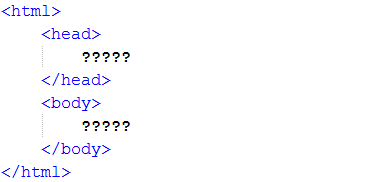 <html>
<head>
?????
</head>
<body>
?????
</body>
</html>